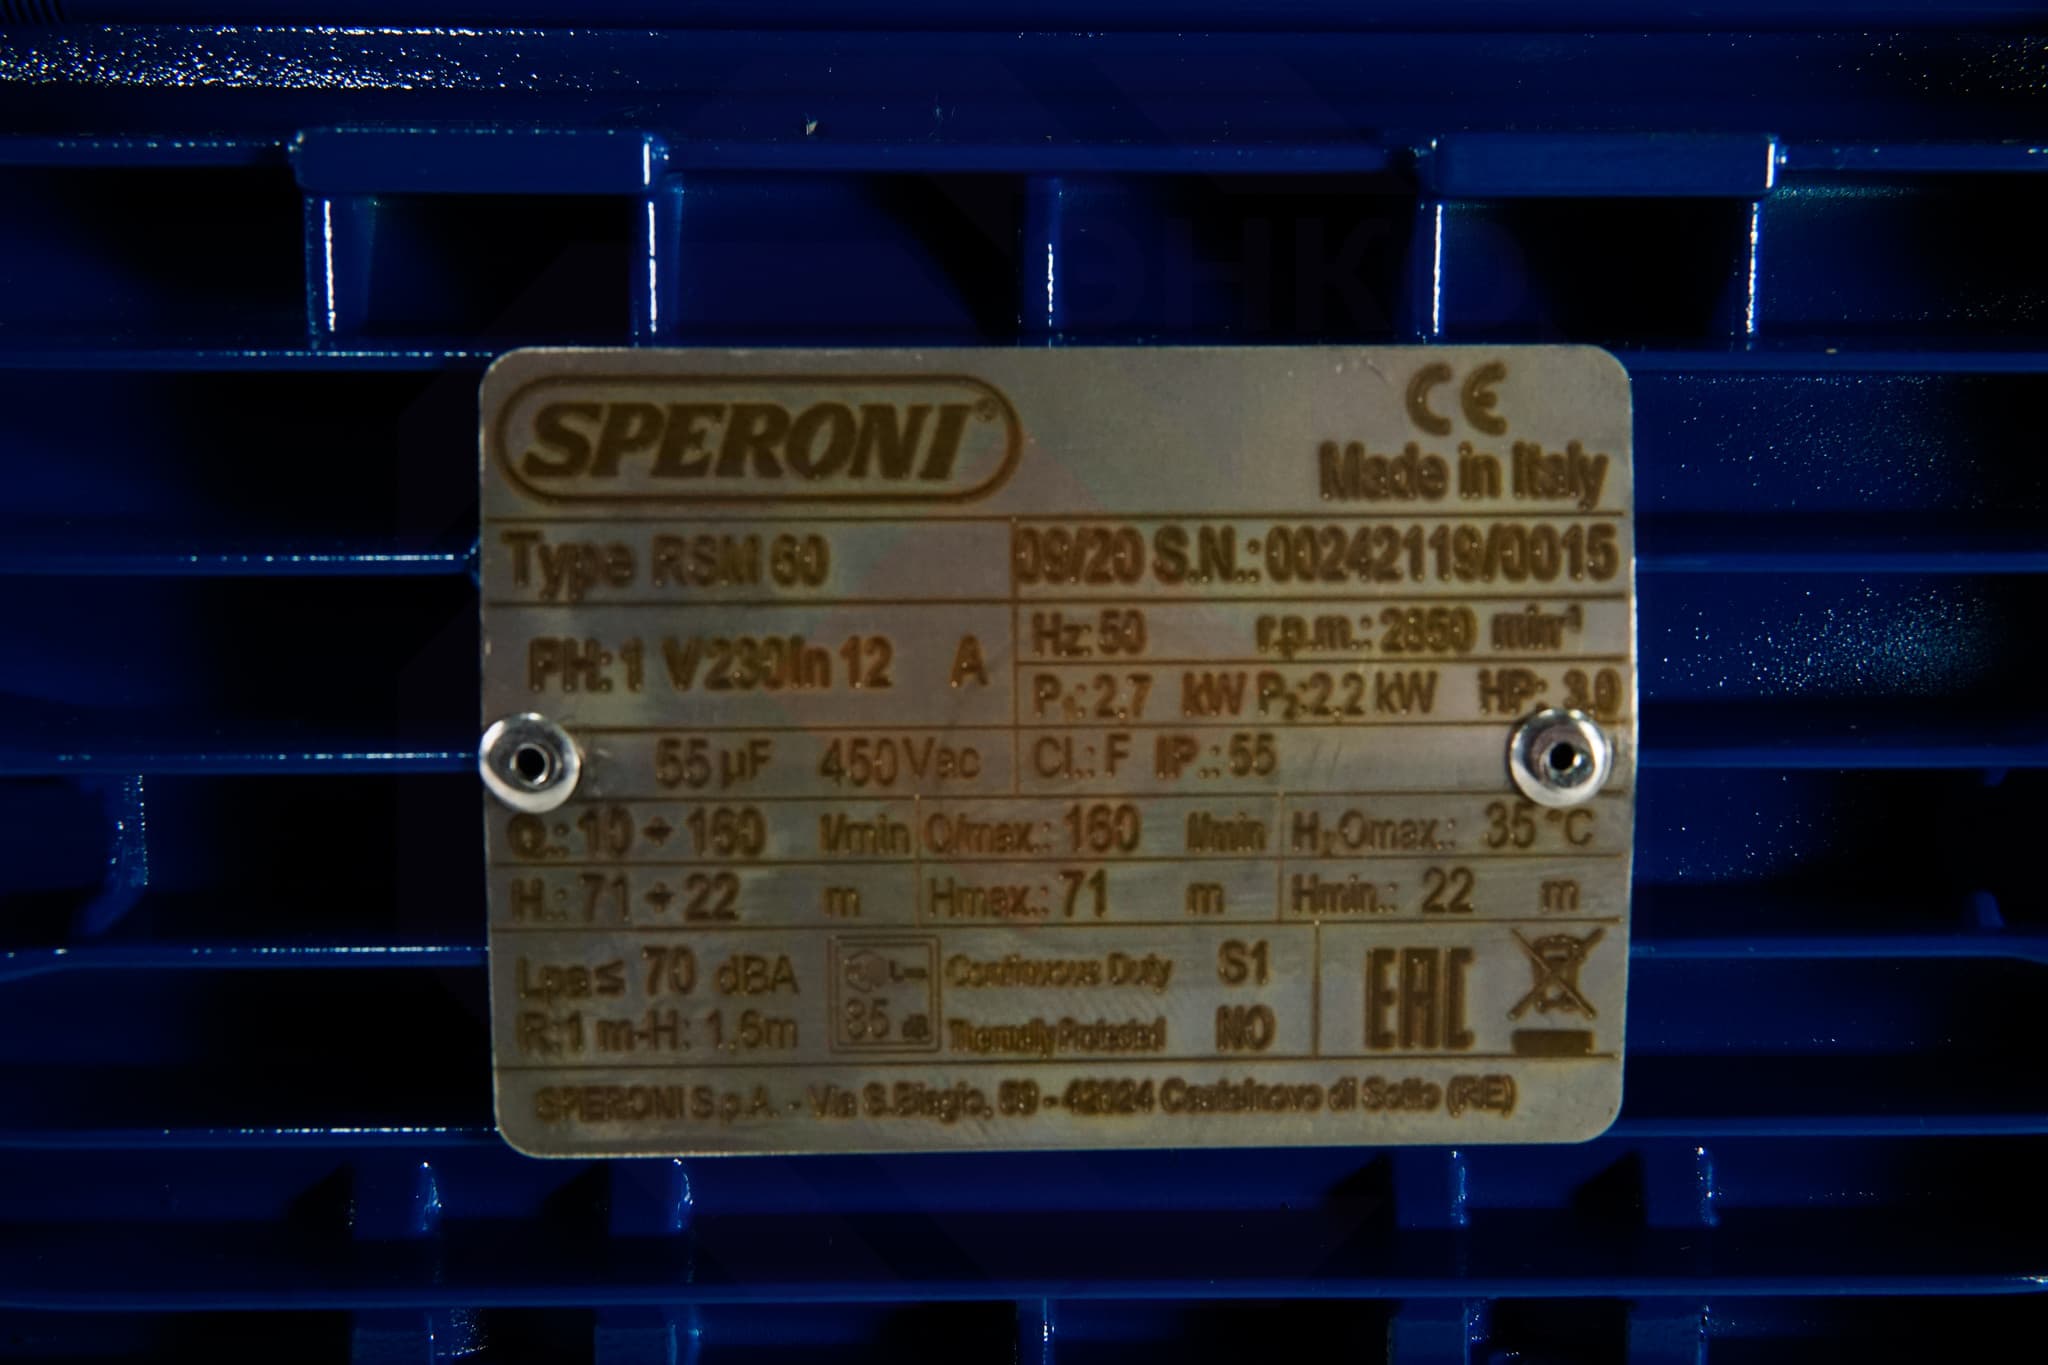 ЭНКО
SPERONI®
CE
Made in Italy
Type RSM 60
09/20 S.N.:00242119/0015
PH:1 V230In 12 A
Hz:50 r.p.m.: 2850 min⁻¹
P₁:2.7 kW P₂:2.2 kW HP: 3.0
55 µF 450Vac
Cl.: F IP.:55
Q.: 10 ÷ 160 l/min
Q/max.: 160 l/min
H₂Omax.: 35 °C
H.: 71 ÷ 22 m
Hmax.: 71 m
Hmin.: 22 m
Lpa≤ 70 dBA
R:1 m-H: 1,5m
85 dB
Continuous Duty S1
Thermally Protected NO
EAC
SPERONI S.p.A. - Via S.Biagio, 59 - 42024 Castelnovo di Sotto (RE)